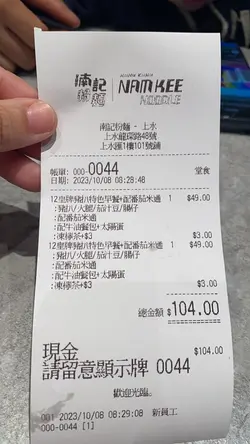 南記粉麵
NAMKEE
NOODLE
南記粉麵 - 上水
上水龍琛路48號
上水匯1樓101號鋪
帳單: 000-0044 堂食
日期: 2023/10/08 08:29:48
12皇牌豬扒特色早餐+配番茄米通 1 $49.00
:豬扒/火腿/茄汁豆/腸仔
:配番茄米通
:配牛油餐包+太陽蛋
:凍檸茶+$3 $3.00
12皇牌豬扒特色早餐+配番茄米通 1 $49.00
:豬扒/火腿/茄汁豆/腸仔
:配番茄米通
:配牛油餐包+太陽蛋
:凍檸茶+$3 $3.00
總金額 $104.00
現金 $104.00
請留意顯示牌 0044
歡迎光臨。
001 2023/10/08 08:29:08 新員工
000-0044 [1]